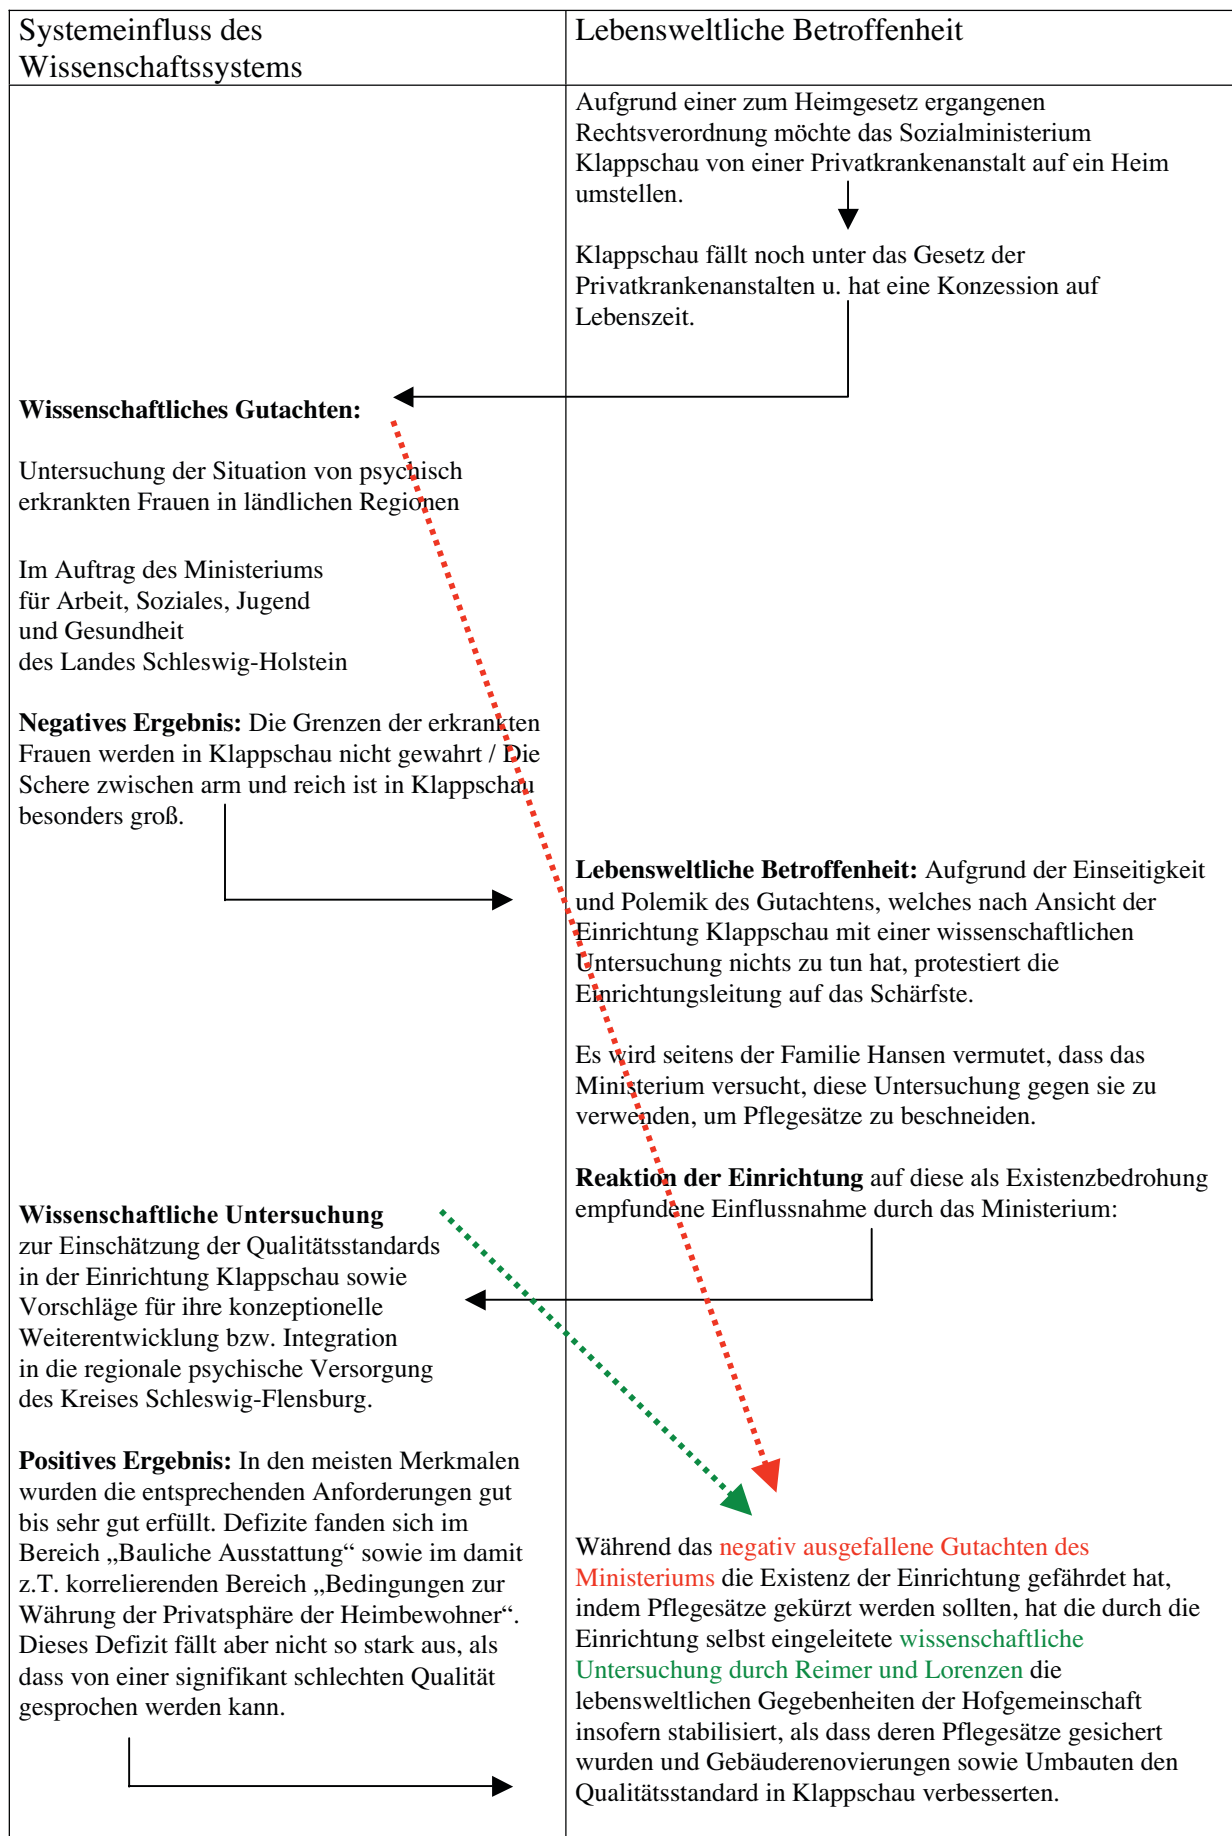 Systemeinfluss des
Wissenschaftssystems
Lebensweltliche Betroffenheit
Aufgrund einer zum Heimgesetz ergangenen
Rechtsverordnung möchte das Sozialministerium
Klappschau von einer Privatkrankenanstalt auf ein Heim
umstellen.
Klappschau fällt noch unter das Gesetz der
Privatkrankenanstalten u. hat eine Konzession auf
Lebenszeit.
Wissenschaftliches Gutachten:
Untersuchung der Situation von psychisch
erkrankten Frauen in ländlichen Regionen
Im Auftrag des Ministeriums
für Arbeit, Soziales, Jugend
und Gesundheit
des Landes Schleswig-Holstein
Negatives Ergebnis: Die Grenzen der erkrankten
Frauen werden in Klappschau nicht gewahrt / Die
Schere zwischen arm und reich ist in Klappschau
besonders groß.
Lebensweltliche Betroffenheit: Aufgrund der Einseitigkeit
und Polemik des Gutachtens, welches nach Ansicht der
Einrichtung Klappschau mit einer wissenschaftlichen
Untersuchung nichts zu tun hat, protestiert die
Einrichtungsleitung auf das Schärfste.
Es wird seitens der Familie Hansen vermutet, dass das
Ministerium versucht, diese Untersuchung gegen sie zu
verwenden, um Pflegesätze zu beschneiden.
Reaktion der Einrichtung auf diese als Existenzbedrohung
empfundene Einflussnahme durch das Ministerium:
Wissenschaftliche Untersuchung
zur Einschätzung der Qualitätsstandards
in der Einrichtung Klappschau sowie
Vorschläge für ihre konzeptionelle
Weiterentwicklung bzw. Integration
in die regionale psychische Versorgung
des Kreises Schleswig-Flensburg.
Positives Ergebnis: In den meisten Merkmalen
wurden die entsprechenden Anforderungen gut
bis sehr gut erfüllt. Defizite fanden sich im
Bereich „Bauliche Ausstattung“ sowie im damit
z.T. korrelierenden Bereich „Bedingungen zur
Währung der Privatsphäre der Heimbewohner“.
Dieses Defizit fällt aber nicht so stark aus, als
dass von einer signifikant schlechten Qualität
gesprochen werden kann.
Während das negativ ausgefallene Gutachten des
Ministeriums die Existenz der Einrichtung gefährdet hat,
indem Pflegesätze gekürzt werden sollten, hat die durch die
Einrichtung selbst eingeleitete wissenschaftliche
Untersuchung durch Reimer und Lorenzen die
lebensweltlichen Gegebenheiten der Hofgemeinschaft
insofern stabilisiert, als dass deren Pflegesätze gesichert
wurden und Gebäuderenovierungen sowie Umbauten den
Qualitätsstandard in Klappschau verbesserten.